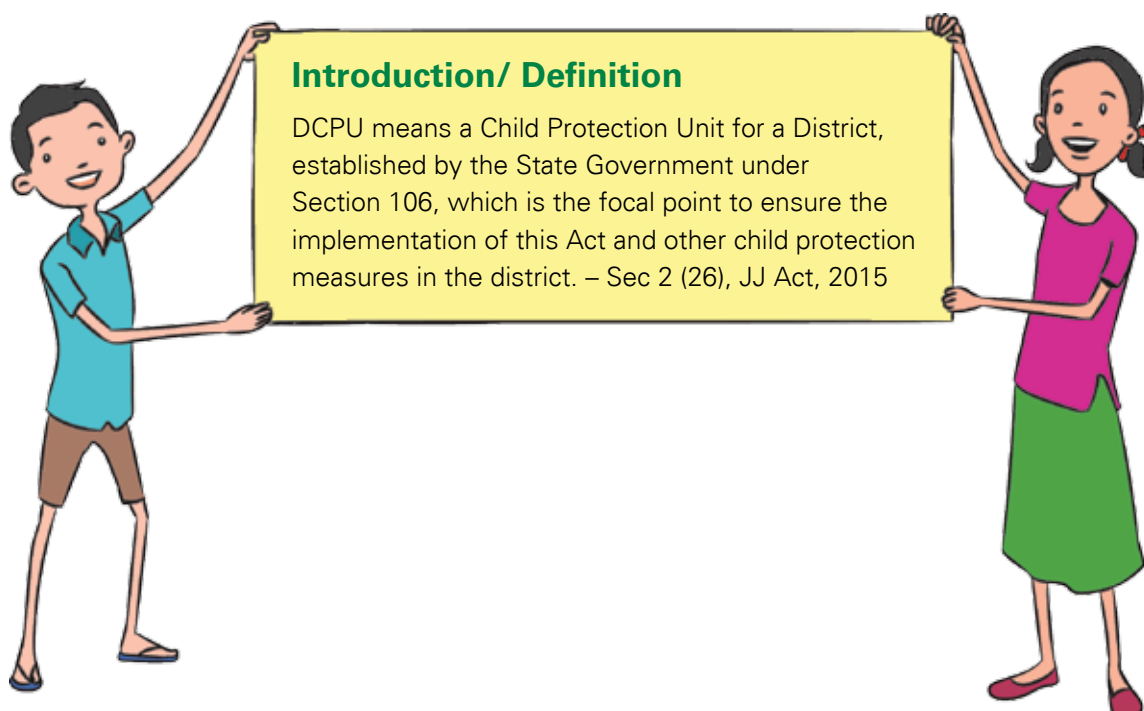 Introduction/ Definition
DCPU means a Child Protection Unit for a District,
established by the State Government under
Section 106, which is the focal point to ensure the
implementation of this Act and other child protection
measures in the district. – Sec 2 (26), JJ Act, 2015